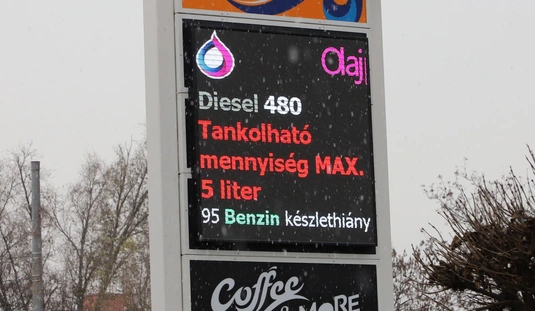 Olaj
Diesel 480
Tankolható
mennyiség MAX.
5 liter
95 Benzin készlethiány
Coffee
& MORE